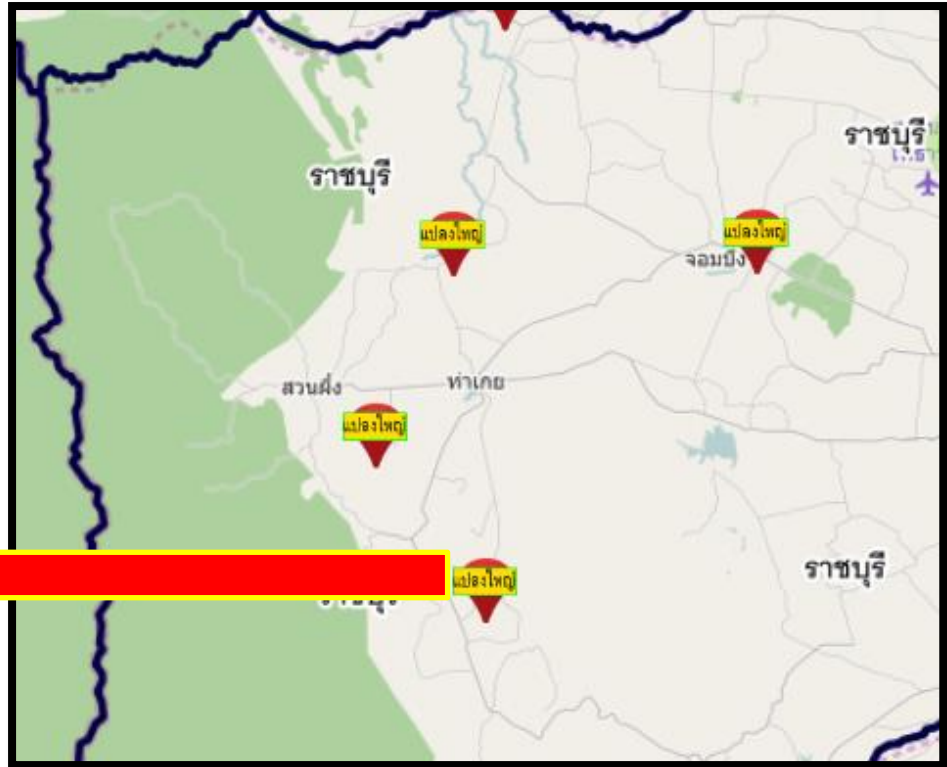 ราชบุรี
ราชบุรี
แปลงใหญ่
แปลงใหญ่
จอมบึง
สวนผึ้ง
ท่าเคย
แปลงใหญ่
แปลงใหญ่
ราชบุรี